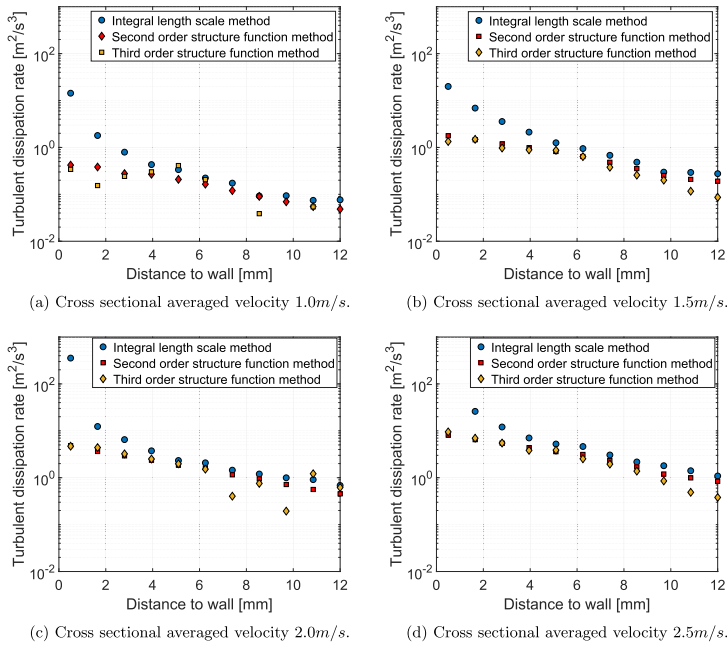 Turbulent dissipation rate [m²/s³]
10²
10⁰
10⁻²
Integral length scale method
Second order structure function method
Third order structure function method
0 2 4 6 8 10 12
Distance to wall [mm]
(a) Cross sectional averaged velocity 1.0m/s.
Turbulent dissipation rate [m²/s³]
10²
10⁰
10⁻²
Integral length scale method
Second order structure function method
Third order structure function method
0 2 4 6 8 10 12
Distance to wall [mm]
(b) Cross sectional averaged velocity 1.5m/s.
Turbulent dissipation rate [m²/s³]
10²
10⁰
10⁻²
Integral length scale method
Second order structure function method
Third order structure function method
0 2 4 6 8 10 12
Distance to wall [mm]
(c) Cross sectional averaged velocity 2.0m/s.
Turbulent dissipation rate [m²/s³]
10²
10⁰
10⁻²
Integral length scale method
Second order structure function method
Third order structure function method
0 2 4 6 8 10 12
Distance to wall [mm]
(d) Cross sectional averaged velocity 2.5m/s.